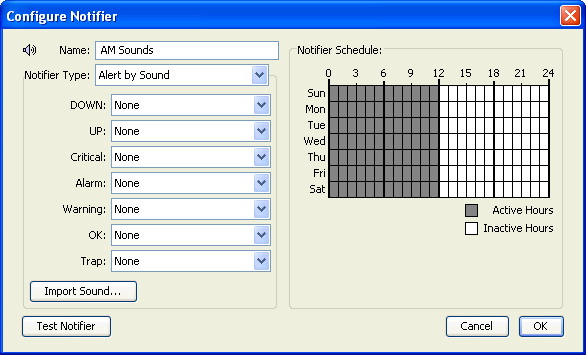 Configure Notifier
Name: AM Sounds
Notifier Type: Alert by Sound
DOWN: None
UP: None
Critical: None
Alarm: None
Warning: None
OK: None
Trap: None
Import Sound...
Notifier Schedule:
0 3 6 9 12 15 18 21 24
Sun
Mon
Tue
Wed
Thu
Fri
Sat
Active Hours
Inactive Hours
Test Notifier
Cancel
OK